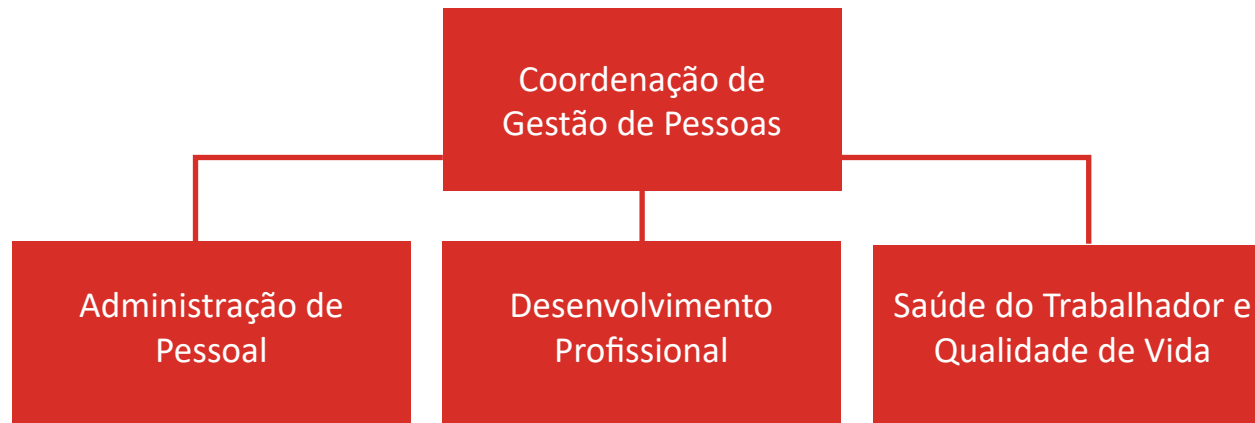 Coordenação de
Gestão de Pessoas
Administração de
Pessoal
Desenvolvimento
Profissional
Saúde do Trabalhador e
Qualidade de Vida